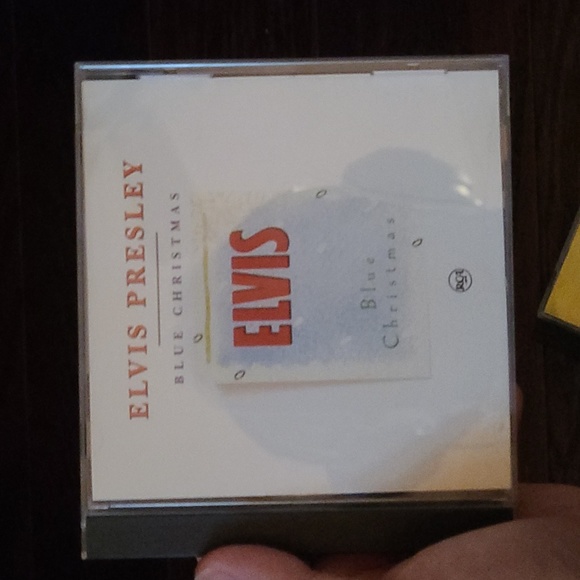 ELVIS PRESLEY
BLUE CHRISTMAS
ELVIS
Blue
Christmas
RCA